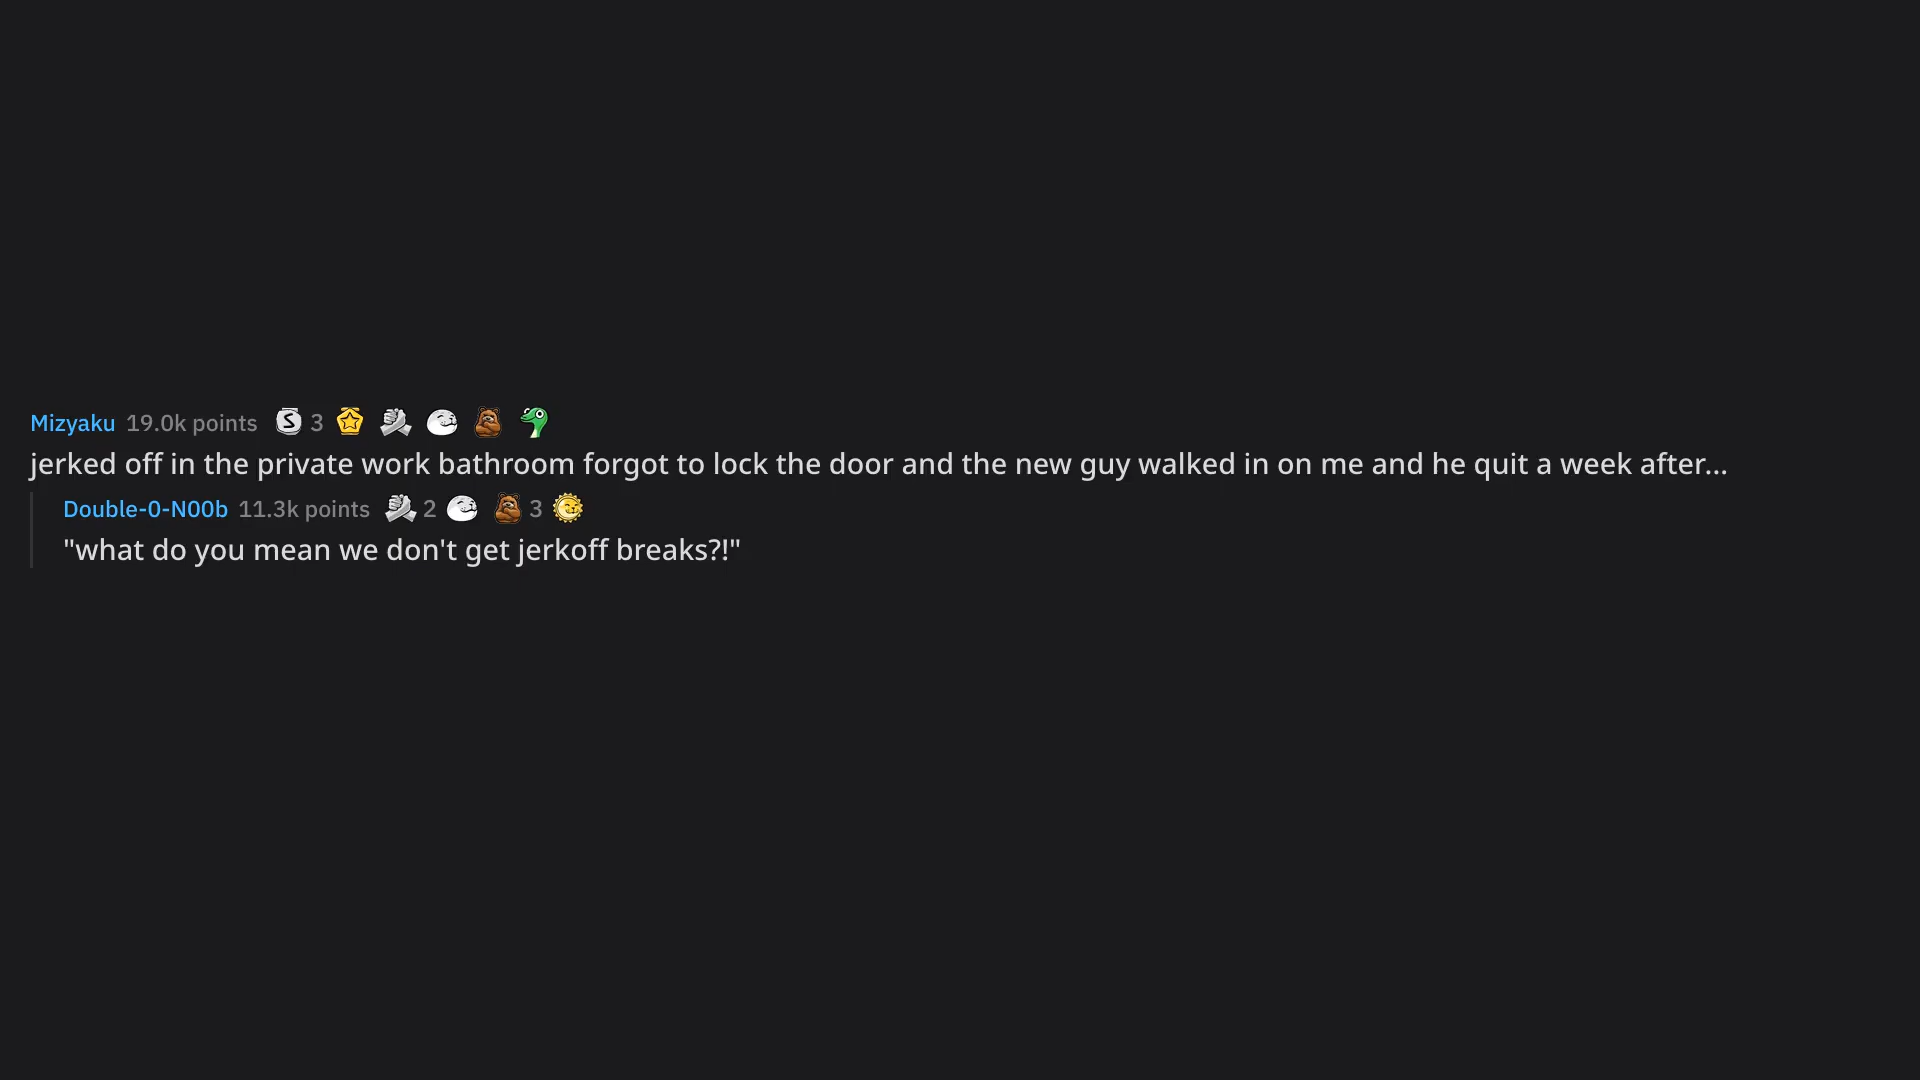 Mizyaku 19.0k points 3
jerked off in the private work bathroom forgot to lock the door and the new guy walked in on me and he quit a week after...
Double-0-N00b 11.3k points 2 3
"what do you mean we don't get jerkoff breaks?!"